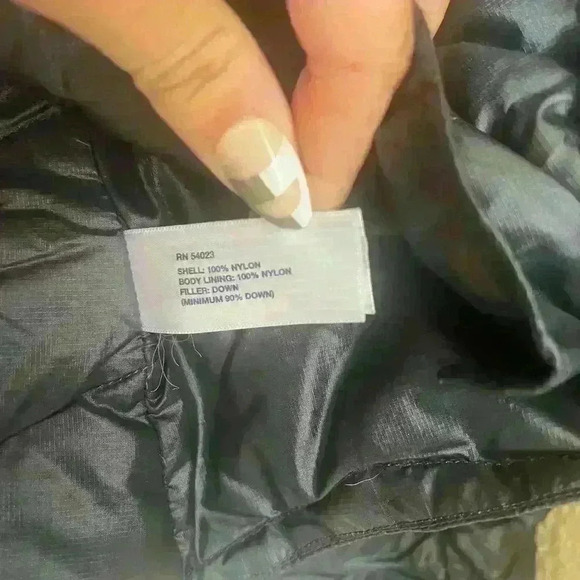 RN 54023
SHELL: 100% NYLON
BODY LINING: 100% NYLON
FILLER: DOWN
(MINIMUM 90% DOWN)